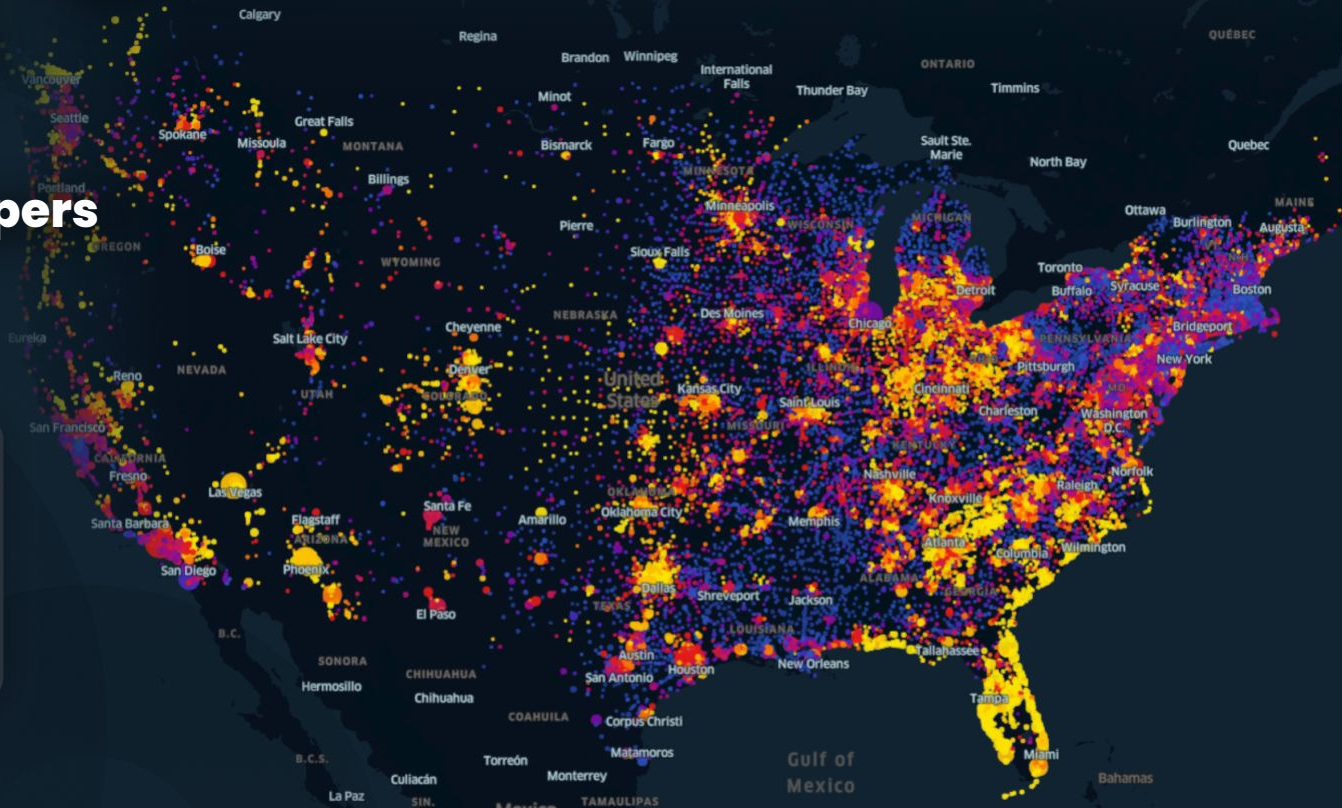 Calgary
QUÉBEC
Regina
Brandon
Winnipeg
ONTARIO
International
Falls
Vancouver
Thunder Bay
Timmins
Minot
Seattle
Great Falls
Spokane
Missoula
MONTANA
Bismarck
Fargo
Sault Ste.
Marie
Quebec
North Bay
MINNESOTA
Billings
Portland
pers
Minneapolis
MAINE
Ottawa
Burlington
Augusta
Pierre
WISCONSIN
MICHIGAN
OREGON
Boise
Sioux Falls
WYOMING
Toronto
Detroit
Buffalo
Syracuse
Boston
NEBRASKA
Des Moines
Chicago
Cheyenne
Bridgeport
Eureka
Salt Lake City
PENNSYLVANIA
New York
NEVADA
Denver
ILLINOIS
Pittsburgh
Reno
United
States
UTAH
COLORADO
Kansas City
Cincinnati
MD
Saint Louis
Charleston
Washington
D.C.
San Francisco
MISSOURI
KENTUCKY
CALIFORNIA
Fresno
Nashville
Norfolk
Las Vegas
OKLAHOMA
Knoxville
Raleigh
Santa Fe
Oklahoma City
Santa Barbara
Flagstaff
Amarillo
Memphis
ARIZONA
NEW
MEXICO
Atlanta
Columbia
Wilmington
San Diego
Phoenix
ALABAMA
GEORGIA
Dallas
Shreveport
Jackson
El Paso
TEXAS
LOUISIANA
B.C.
Austin
Tallahassee
New Orleans
SONORA
CHIHUAHUA
San Antonio
Houston
Hermosillo
Chihuahua
Tampa
COAHUILA
Corpus Christi
Matamoros
Miami
B.C.S.
Torreón
Gulf of
Mexico
Monterrey
Culiacán
Bahamas
La Paz
SIN.
Mexico
TAMAULIPAS